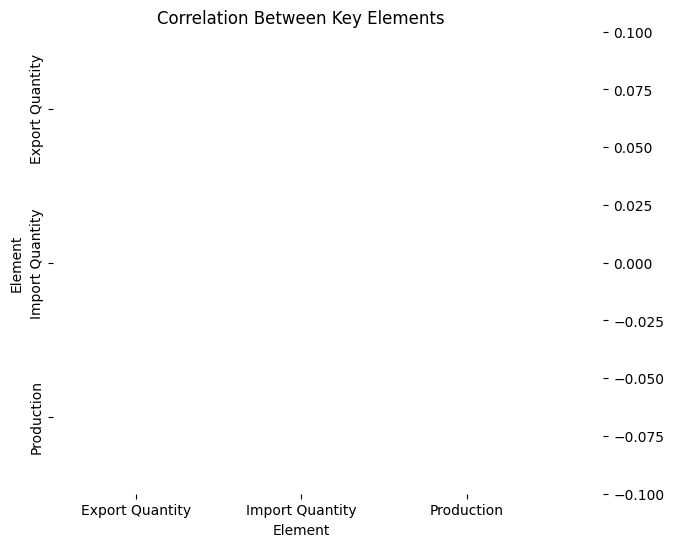 Correlation Between Key Elements
Element
Export Quantity
Import Quantity
Production
0.100
0.075
0.050
0.025
0.000
−0.025
−0.050
−0.075
−0.100
Export Quantity
Import Quantity
Production
Element